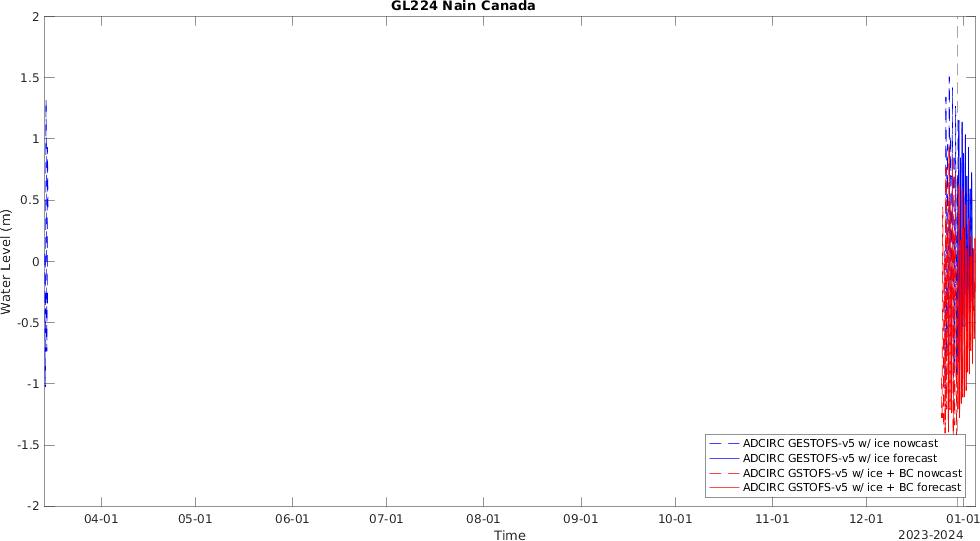 GL224 Nain Canada
2
1.5
1
0.5
0
-0.5
-1
-1.5
-2
Water Level (m)
ADCIRC GESTOFS-v5 w/ ice nowcast
ADCIRC GESTOFS-v5 w/ ice forecast
ADCIRC GSTOFS-v5 w/ ice + BC nowcast
ADCIRC GSTOFS-v5 w/ ice + BC forecast
04-01 05-01 06-01 07-01 08-01 09-01 10-01 11-01 12-01 01-01
Time
2023-2024